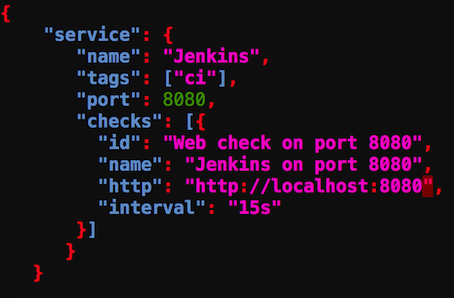 {
    "service": {
       "name": "Jenkins",
       "tags": ["ci"],
       "port": 8080,
       "checks": [{
         "id": "Web check on port 8080",
         "name": "Jenkins on port 8080",
         "http": "http://localhost:8080",
         "interval": "15s"
       }]
      }
   }